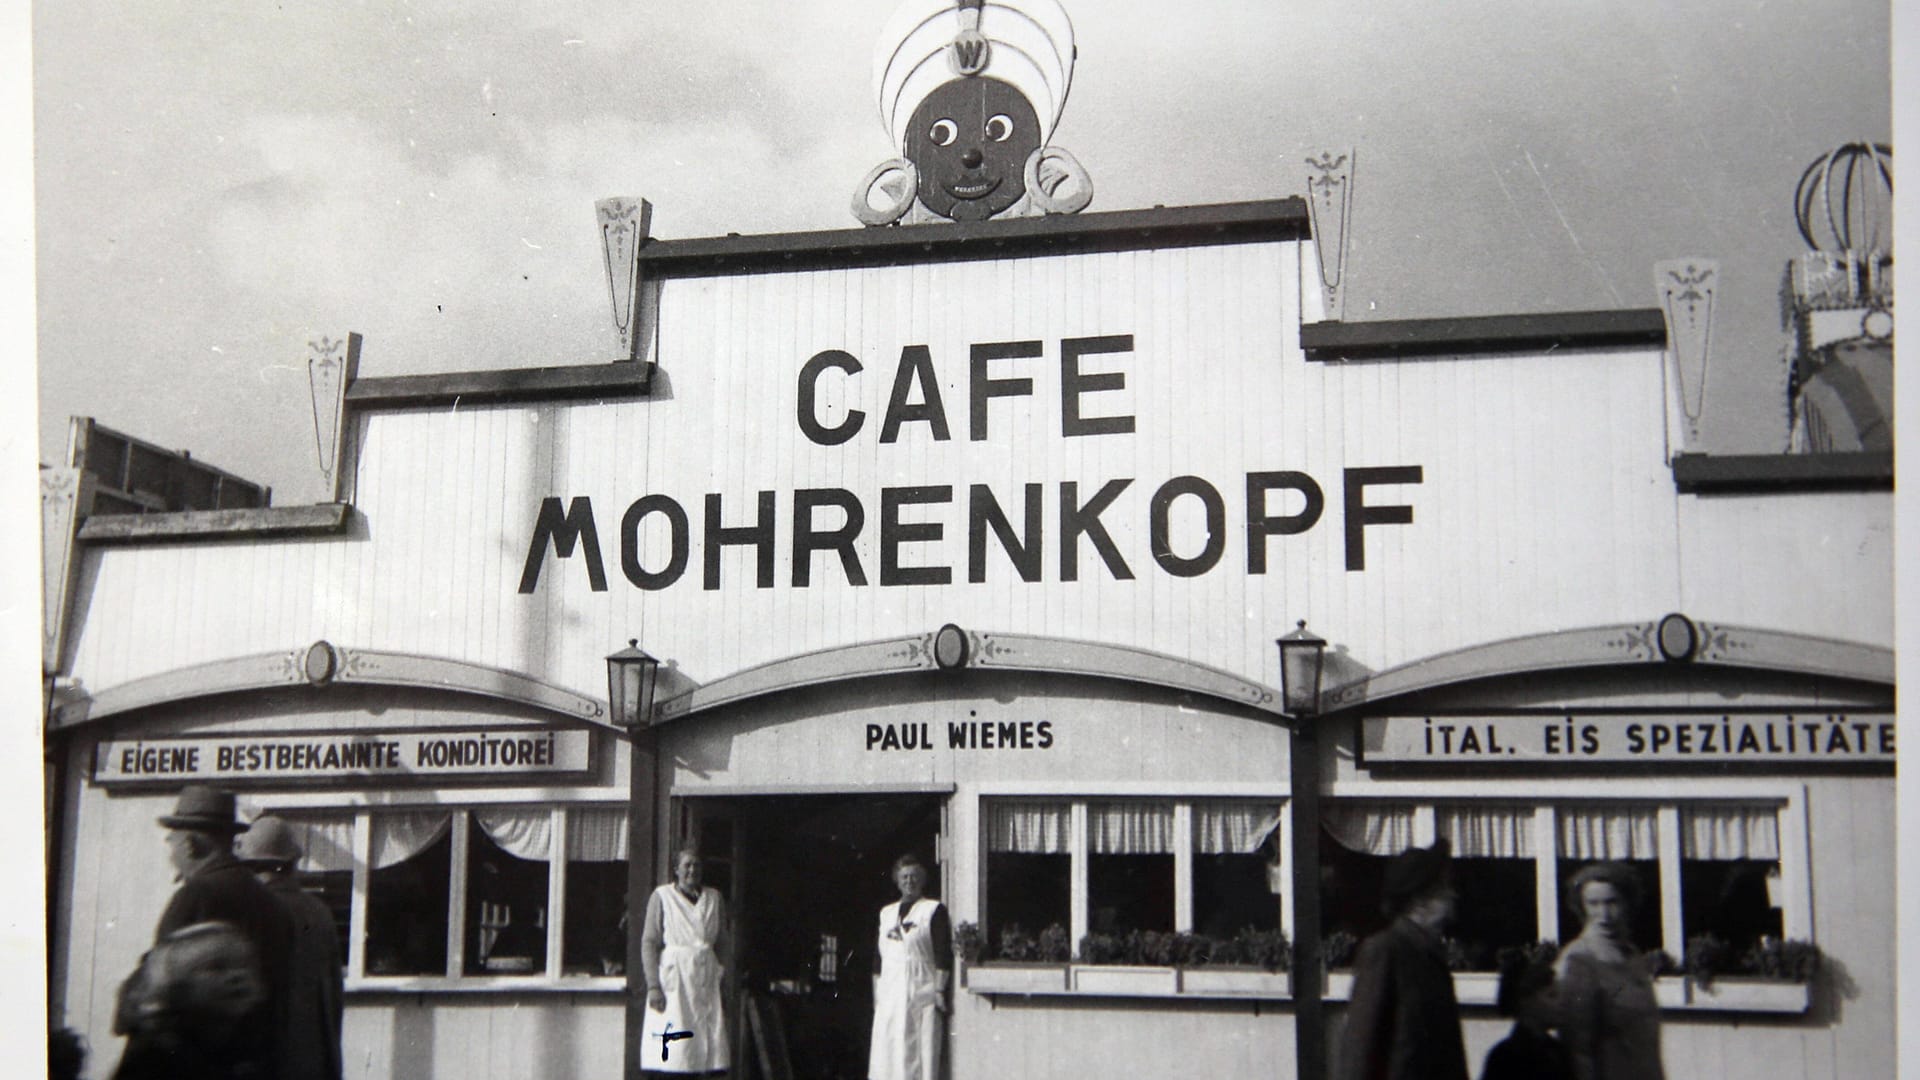 W
CAFE
MOHRENKOPF
PAUL WIEMES
EIGENE BESTBEKANNTE KONDITOREI
ITAL. EIS SPEZIALITÄTE